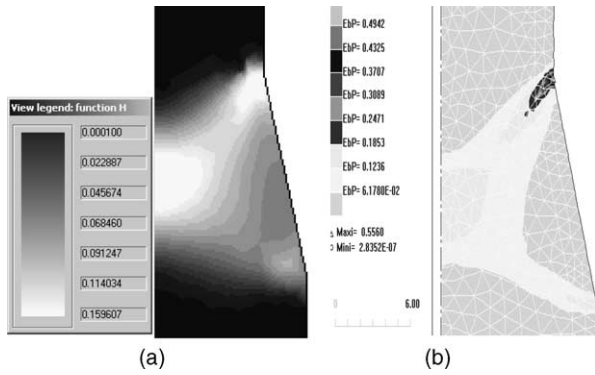 View legend: function H
0.000100
0.022887
0.045674
0.068460
0.091247
0.114034
0.159607
(a)
EbP= 0.4942
EbP= 0.4325
EbP= 0.3707
EbP= 0.3089
EbP= 0.2471
EbP= 0.1853
EbP= 0.1236
EbP= 6.1780E-02
Maxi= 0.5560
Mini= 2.8352E-07
0
6.00
(b)